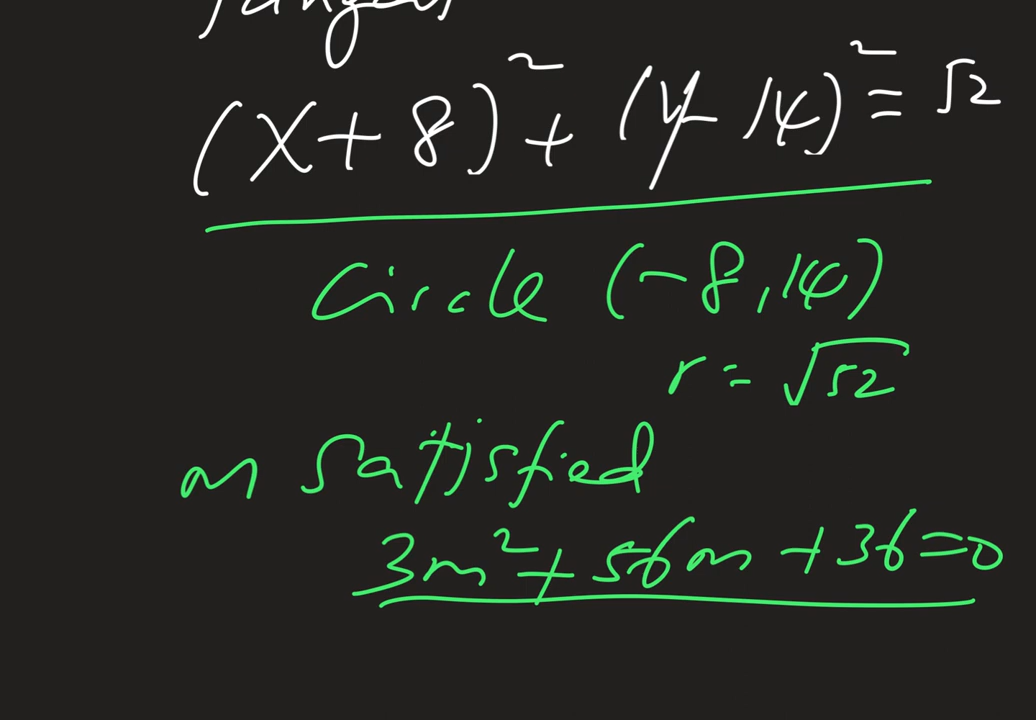 (x+8)² + (y-14)² = 52
Circle (-8,14)
r = √52
m satisfied
3m² + 56m + 36 = 0